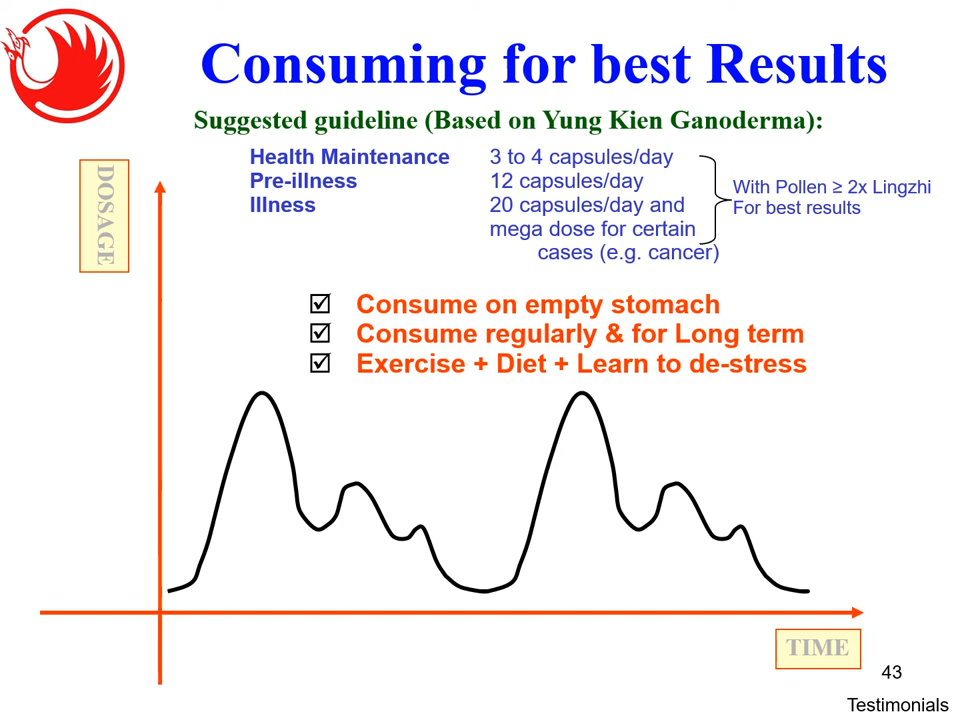 Consuming for best Results
Suggested guideline (Based on Yung Kien Ganoderma):
Health Maintenance 3 to 4 capsules/day
Pre-illness 12 capsules/day
Illness 20 capsules/day and
mega dose for certain
cases (e.g. cancer)
With Pollen ≥ 2x Lingzhi
For best results
DOSAGE
☑ Consume on empty stomach
☑ Consume regularly & for Long term
☑ Exercise + Diet + Learn to de-stress
TIME
43
Testimonials